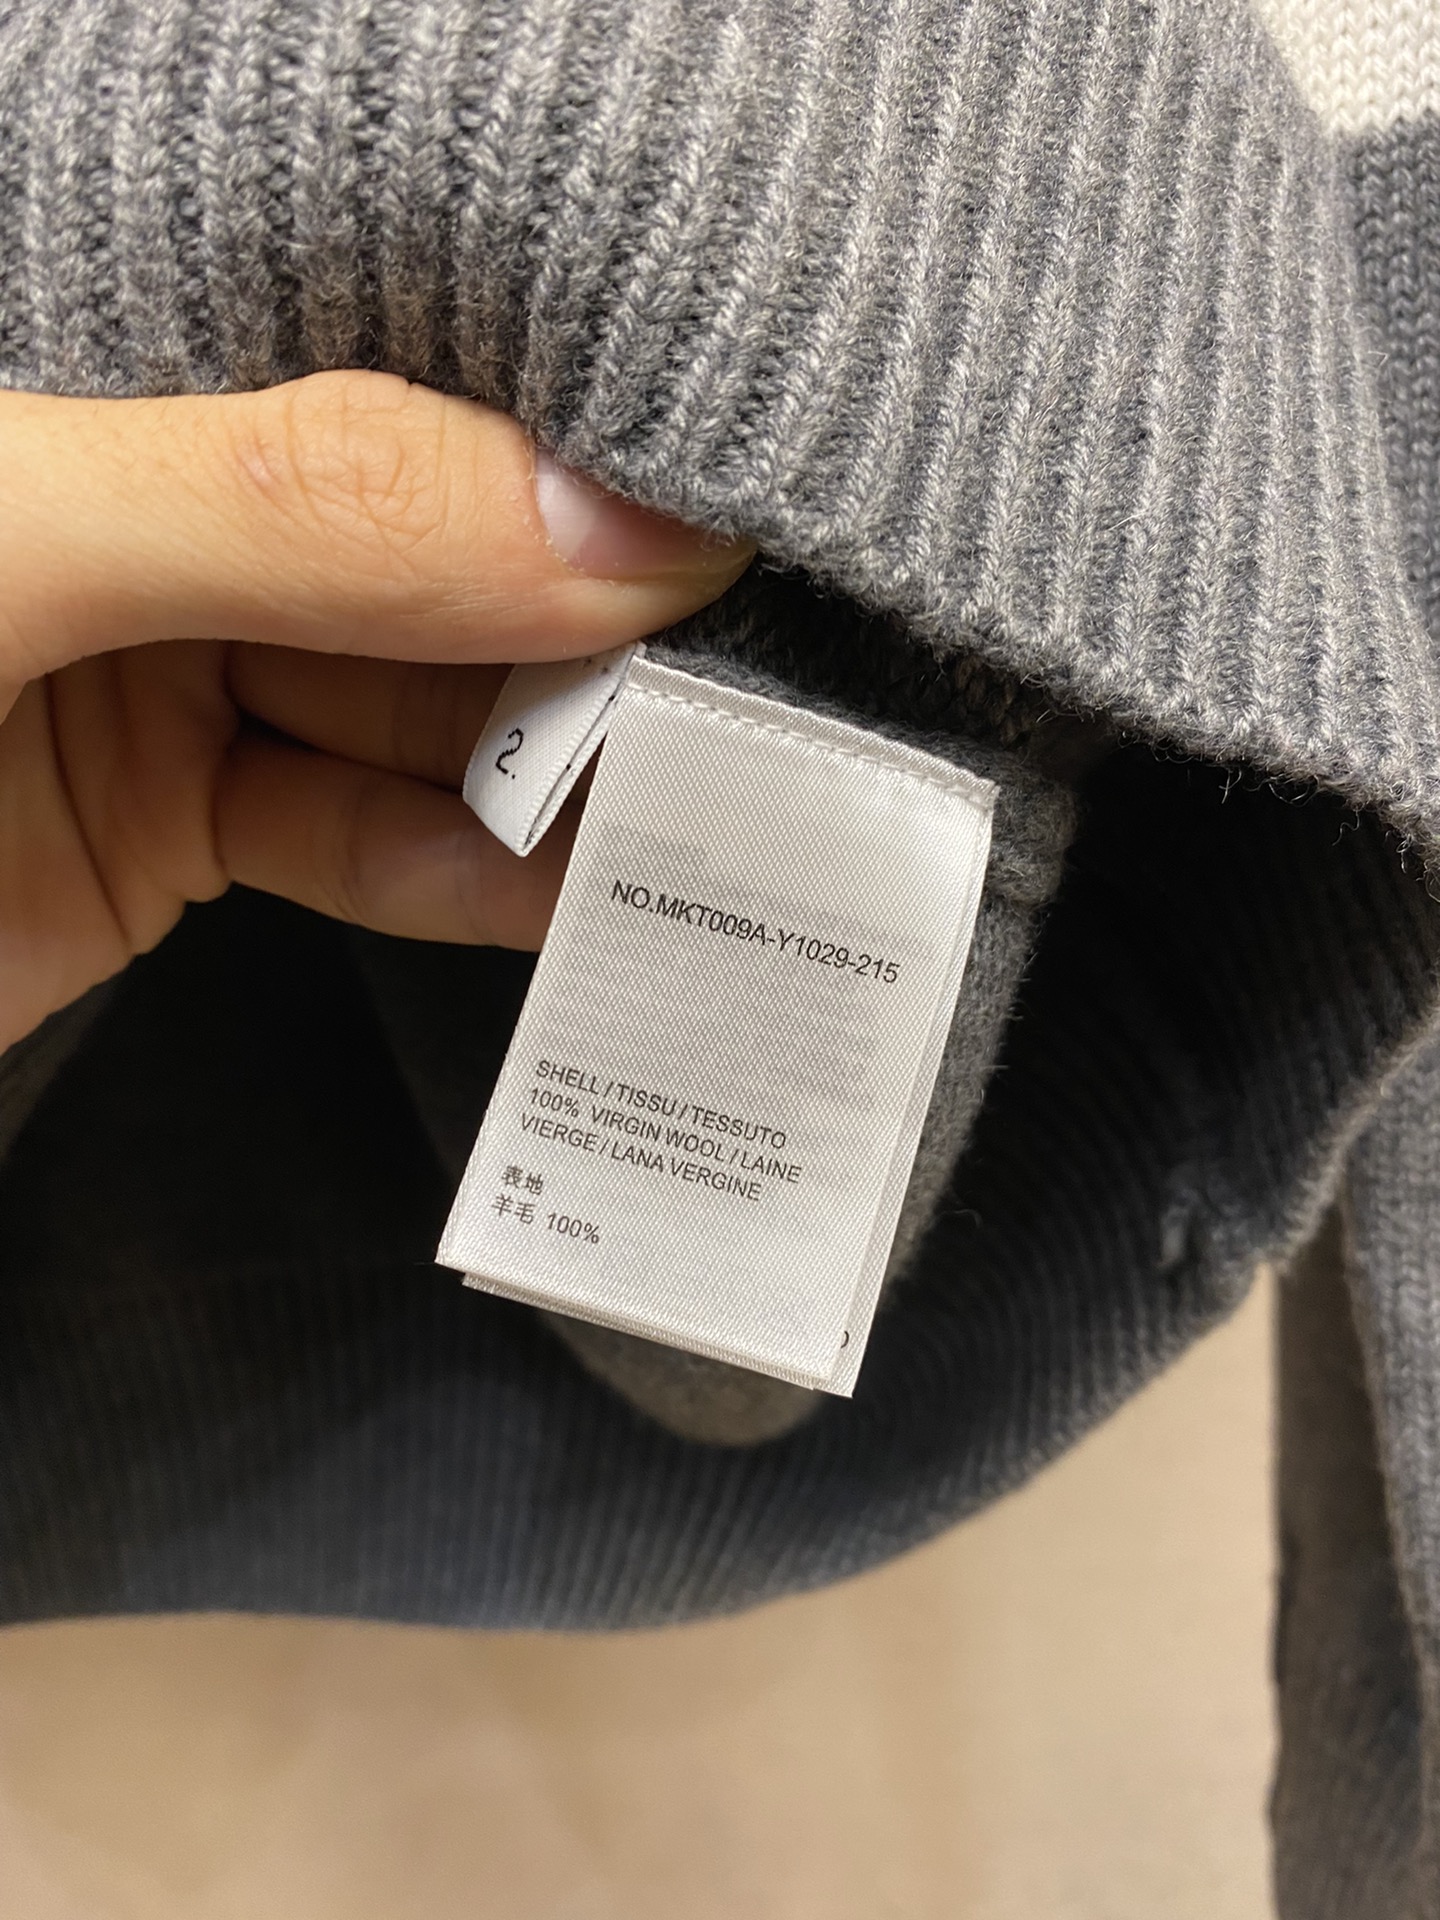 2.
NO.MKT009A-Y1029-215
SHELL / TISSU / TESSUTO
100% VIRGIN WOOL / LAINE
VIERGE / LANA VERGINE
表地
羊毛 100%